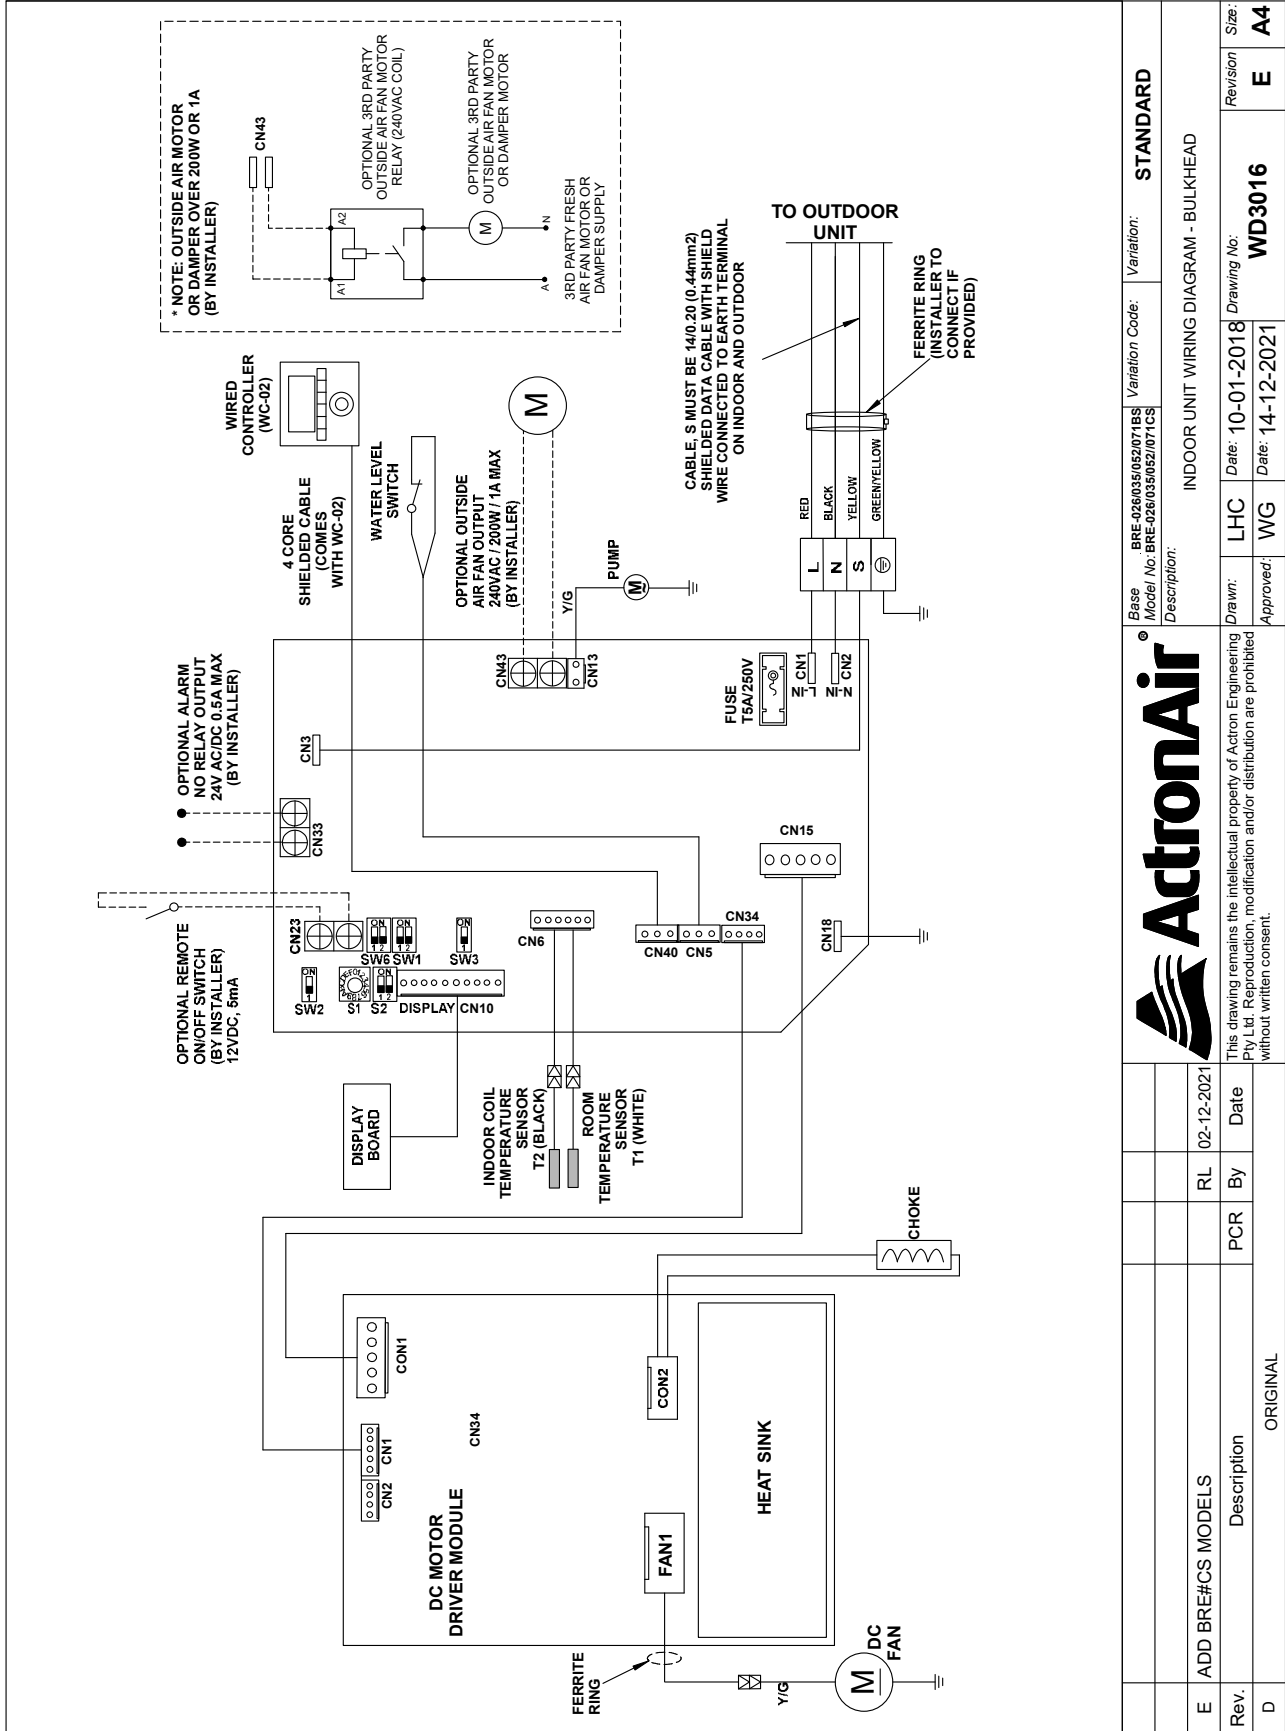 * NOTE: OUTSIDE AIR MOTOR
OR DAMPER OVER 200W OR 1A
(BY INSTALLER)
CN43
A1
A2
OPTIONAL 3RD PARTY
OUTSIDE AIR FAN MOTOR
RELAY (240VAC COIL)
M
OPTIONAL 3RD PARTY
OUTSIDE AIR FAN MOTOR
OR DAMPER MOTOR
A
N
3RD PARTY FRESH
AIR FAN MOTOR OR
DAMPER SUPPLY
WIRED
CONTROLLER
(WC-02)
4 CORE
SHIELDED CABLE
(COMES
WITH WC-02)
WATER LEVEL
SWITCH
OPTIONAL OUTSIDE
AIR FAN OUTPUT
240VAC / 200W / 1A MAX
(BY INSTALLER)
M
Y/G
PUMP
M
CABLE, S MUST BE 14/0.20 (0.44mm2)
SHIELDED DATA CABLE WITH SHIELD
WIRE CONNECTED TO EARTH TERMINAL
ON INDOOR AND OUTDOOR
TO OUTDOOR
UNIT
FERRITE RING
(INSTALLER TO
CONNECT IF
PROVIDED)
RED
BLACK
YELLOW
GREEN/YELLOW
L
N
S
OPTIONAL ALARM
NO RELAY OUTPUT
24V AC/DC 0.5A MAX
(BY INSTALLER)
CN33
CN3
CN43
CN13
FUSE
T5A/250V
CN1
L-IN
CN2
N-IN
OPTIONAL REMOTE
ON/OFF SWITCH
(BY INSTALLER)
12VDC, 5mA
CN23
ON
1
SW2
S1
ON
1 2
SW6
ON
1 2
SW1
ON
1 2
S2
ON
1
SW3
DISPLAY CN10
CN6
CN40
CN5
CN34
CN15
CN18
DISPLAY
BOARD
INDOOR COIL
TEMPERATURE
SENSOR
T2 (BLACK)
ROOM
TEMPERATURE
SENSOR
T1 (WHITE)
CHOKE
CON1
CN1
CN2
CN34
DC MOTOR
DRIVER MODULE
CON2
FAN1
HEAT SINK
FERRITE
RING
Y/G
M
DC
FAN
E
ADD BRE#CS MODELS
RL
02-12-2021
Rev.
Description
PCR
By
Date
D
ORIGINAL
ActronAir®
This drawing remains the intellectual property of Actron Engineering
Pty Ltd. Reproduction, modification and/or distribution are prohibited
without written consent.
Base
Model No:
BRE-026/035/052/071BS
BRE-026/035/052/071CS
Variation Code:
Variation:
STANDARD
Description:
INDOOR UNIT WIRING DIAGRAM - BULKHEAD
Drawn:
LHC
Date: 10-01-2018
Approved:
WG
Date: 14-12-2021
Drawing No:
WD3016
Revision
E
Size:
A4